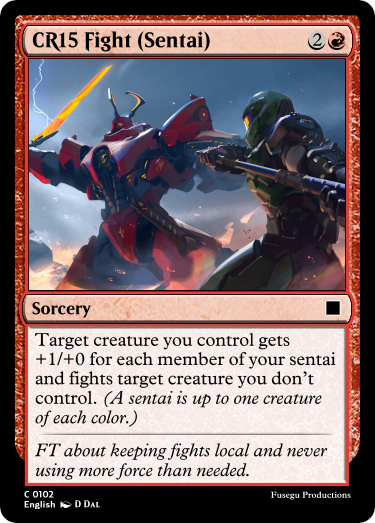 CR15 Fight (Sentai) 2
Sorcery
Target creature you control gets
+1/+0 for each member of your sentai
and fights target creature you don't
control. (A sentai is up to one creature
of each color.)
FT about keeping fights local and never
using more force than needed.
C 0102
English D Dal
Fusegu Productions